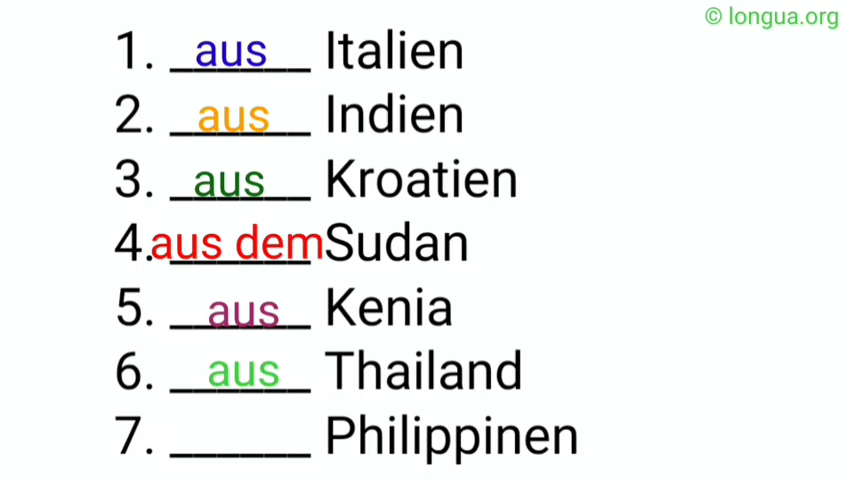 © longua.org
1. aus Italien
2. aus Indien
3. aus Kroatien
4. aus dem Sudan
5. aus Kenia
6. aus Thailand
7. ______ Philippinen